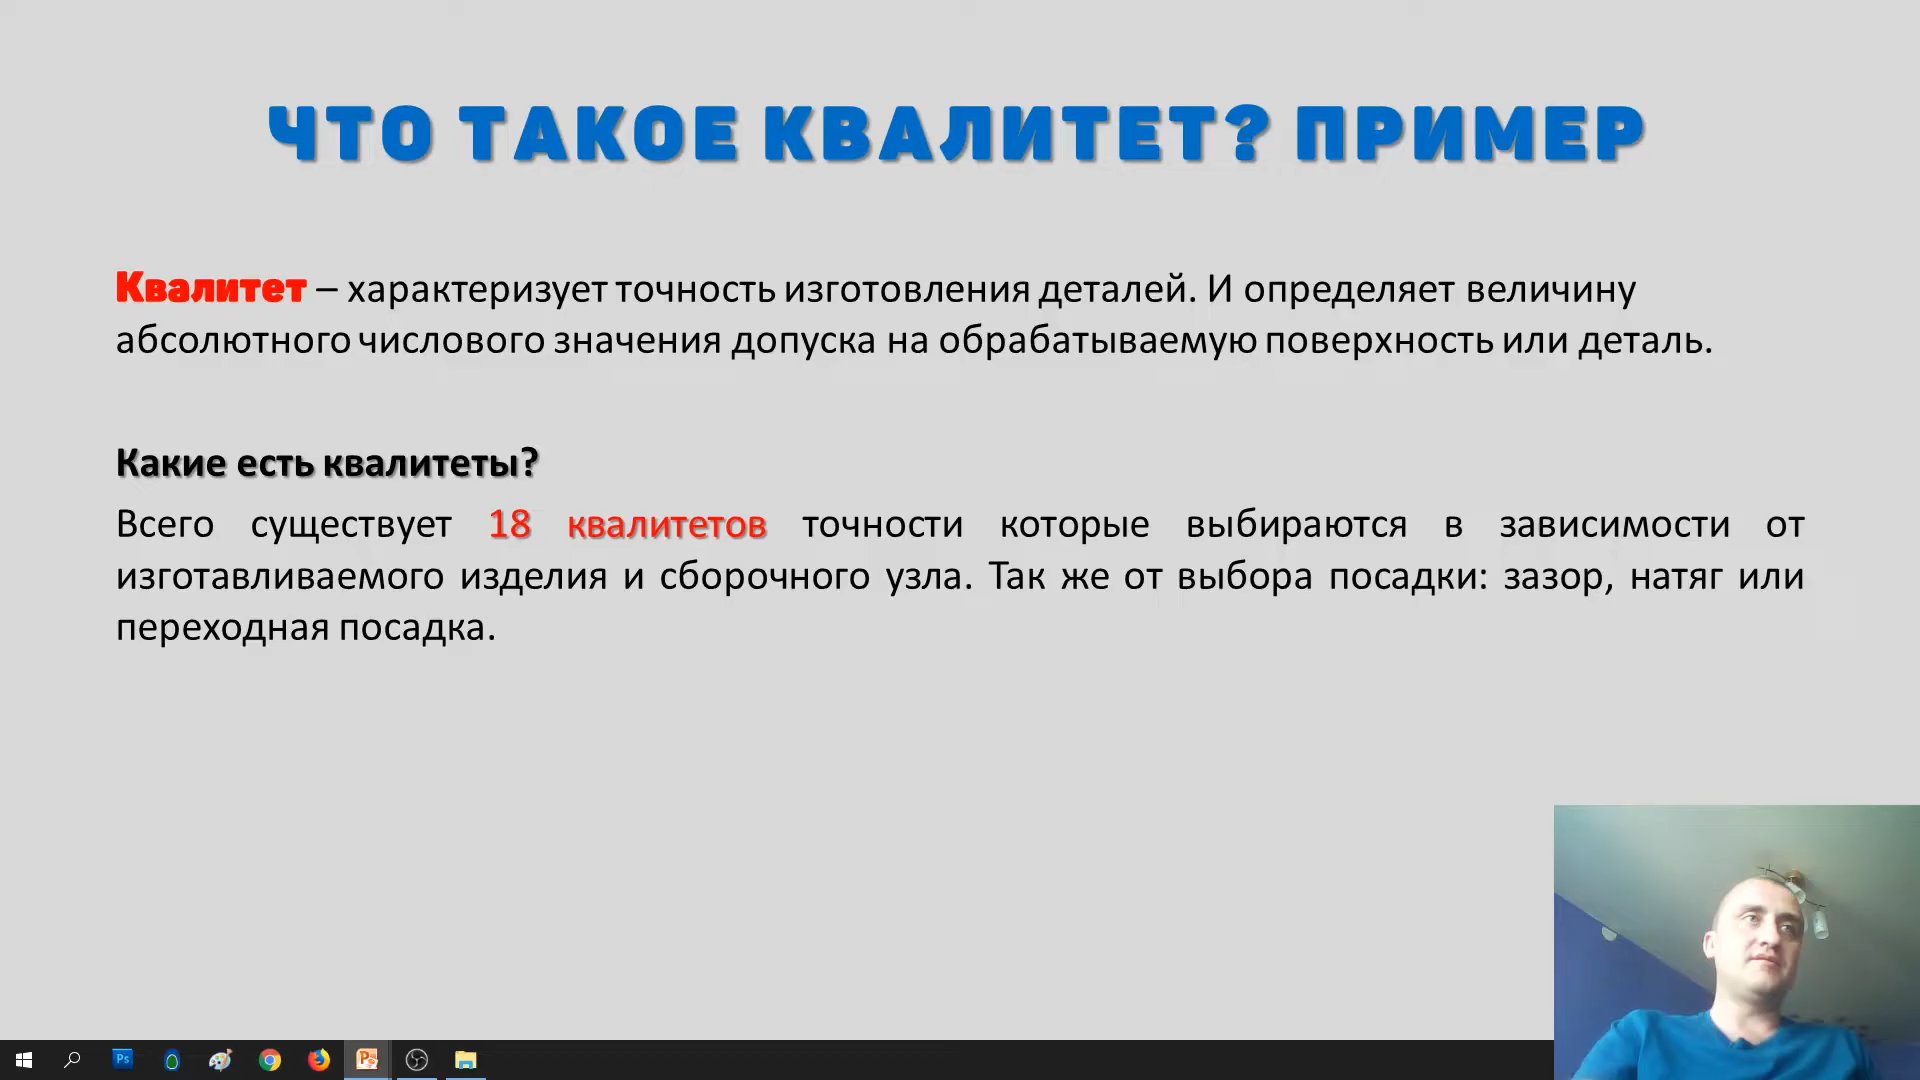 ЧТО ТАКОЕ КВАЛИТЕТ? ПРИМЕР
Квалитет – характеризует точность изготовления деталей. И определяет величину
абсолютного числового значения допуска на обрабатываемую поверхность или деталь.
Какие есть квалитеты?
Всего существует 18 квалитетов точности которые выбираются в зависимости от
изготавливаемого изделия и сборочного узла. Так же от выбора посадки: зазор, натяг или
переходная посадка.
Ps